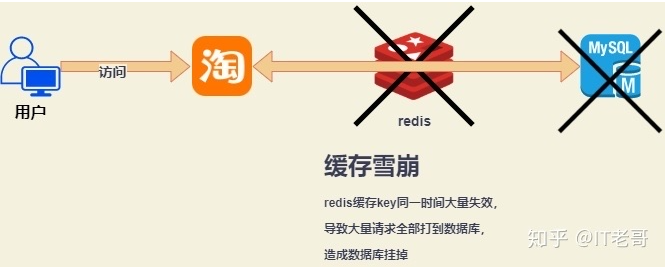 访问
淘
MySQL
M
用户
redis
缓存雪崩
redis缓存key同一时间大量失效,
导致大量请求全部打到数据库,
造成数据库挂掉
知乎 @IT老哥